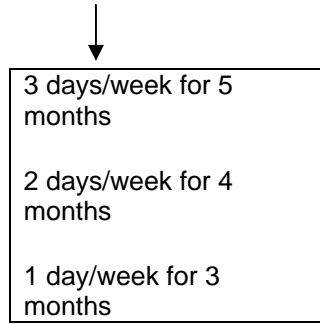 3 days/week for 5
months
2 days/week for 4
months
1 day/week for 3
months